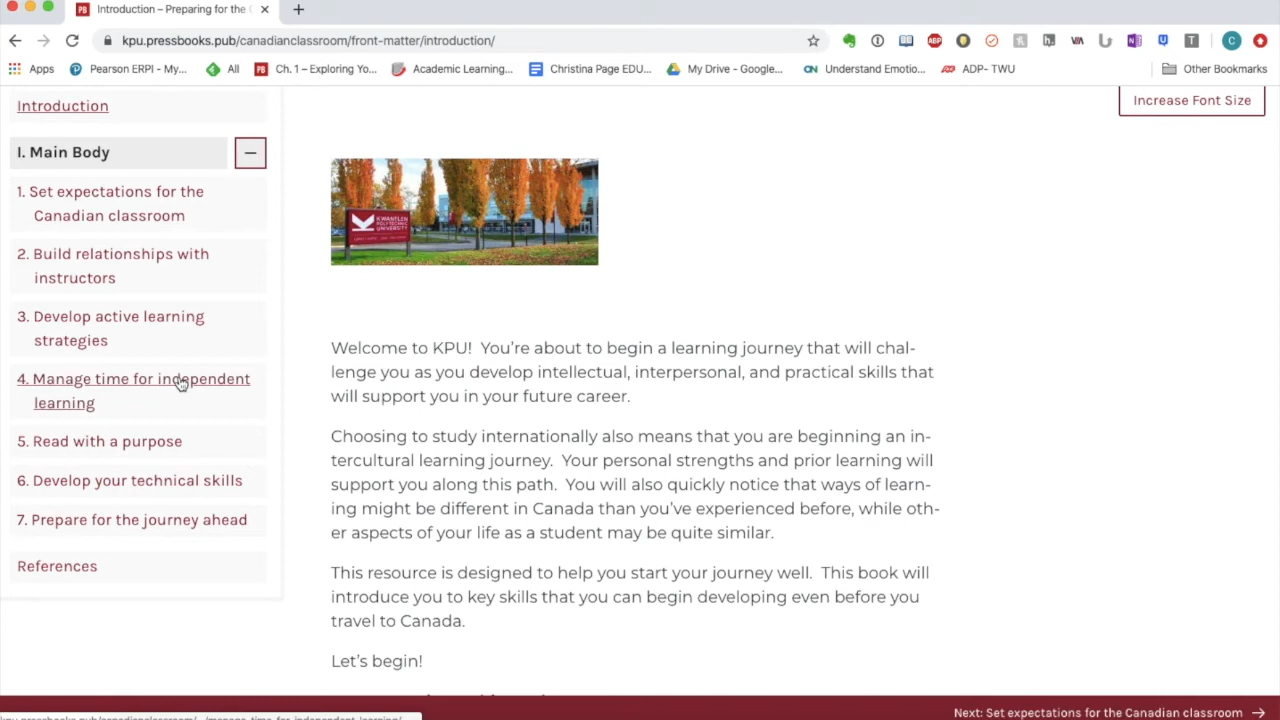 Introduction – Preparing for the
kpu.pressbooks.pub/canadianclassroom/front-matter/introduction/
Apps
Pearson ERPI - My...
All
Ch. 1 – Exploring Yo...
Academic Learning...
Christina Page EDU...
My Drive - Google...
Understand Emotio...
ADP- TWU
Other Bookmarks
Introduction
Increase Font Size
I. Main Body
1. Set expectations for the
Canadian classroom
2. Build relationships with
instructors
3. Develop active learning
strategies
4. Manage time for independent
learning
5. Read with a purpose
6. Develop your technical skills
7. Prepare for the journey ahead
References
KWANTLEN
POLYTECHNIC
UNIVERSITY
Welcome to KPU!  You're about to begin a learning journey that will chal-
lenge you as you develop intellectual, interpersonal, and practical skills that
will support you in your future career.
Choosing to study internationally also means that you are beginning an in-
tercultural learning journey.  Your personal strengths and prior learning will
support you along this path.  You will also quickly notice that ways of learn-
ing might be different in Canada than you've experienced before, while oth-
er aspects of your life as a student may be quite similar.
This resource is designed to help you start your journey well.  This book will
introduce you to key skills that you can begin developing even before you
travel to Canada.
Let's begin!
Next: Set expectations for the Canadian classroom →